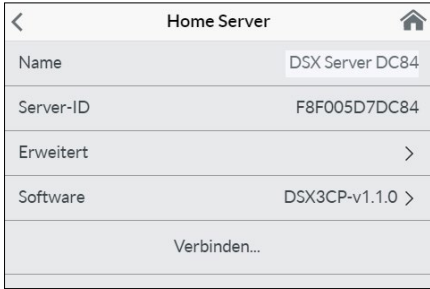 Home Server
Name DSX Server DC84
Server-ID F8F005D7DC84
Erweitert
Software DSX3CP-v1.1.0
Verbinden...